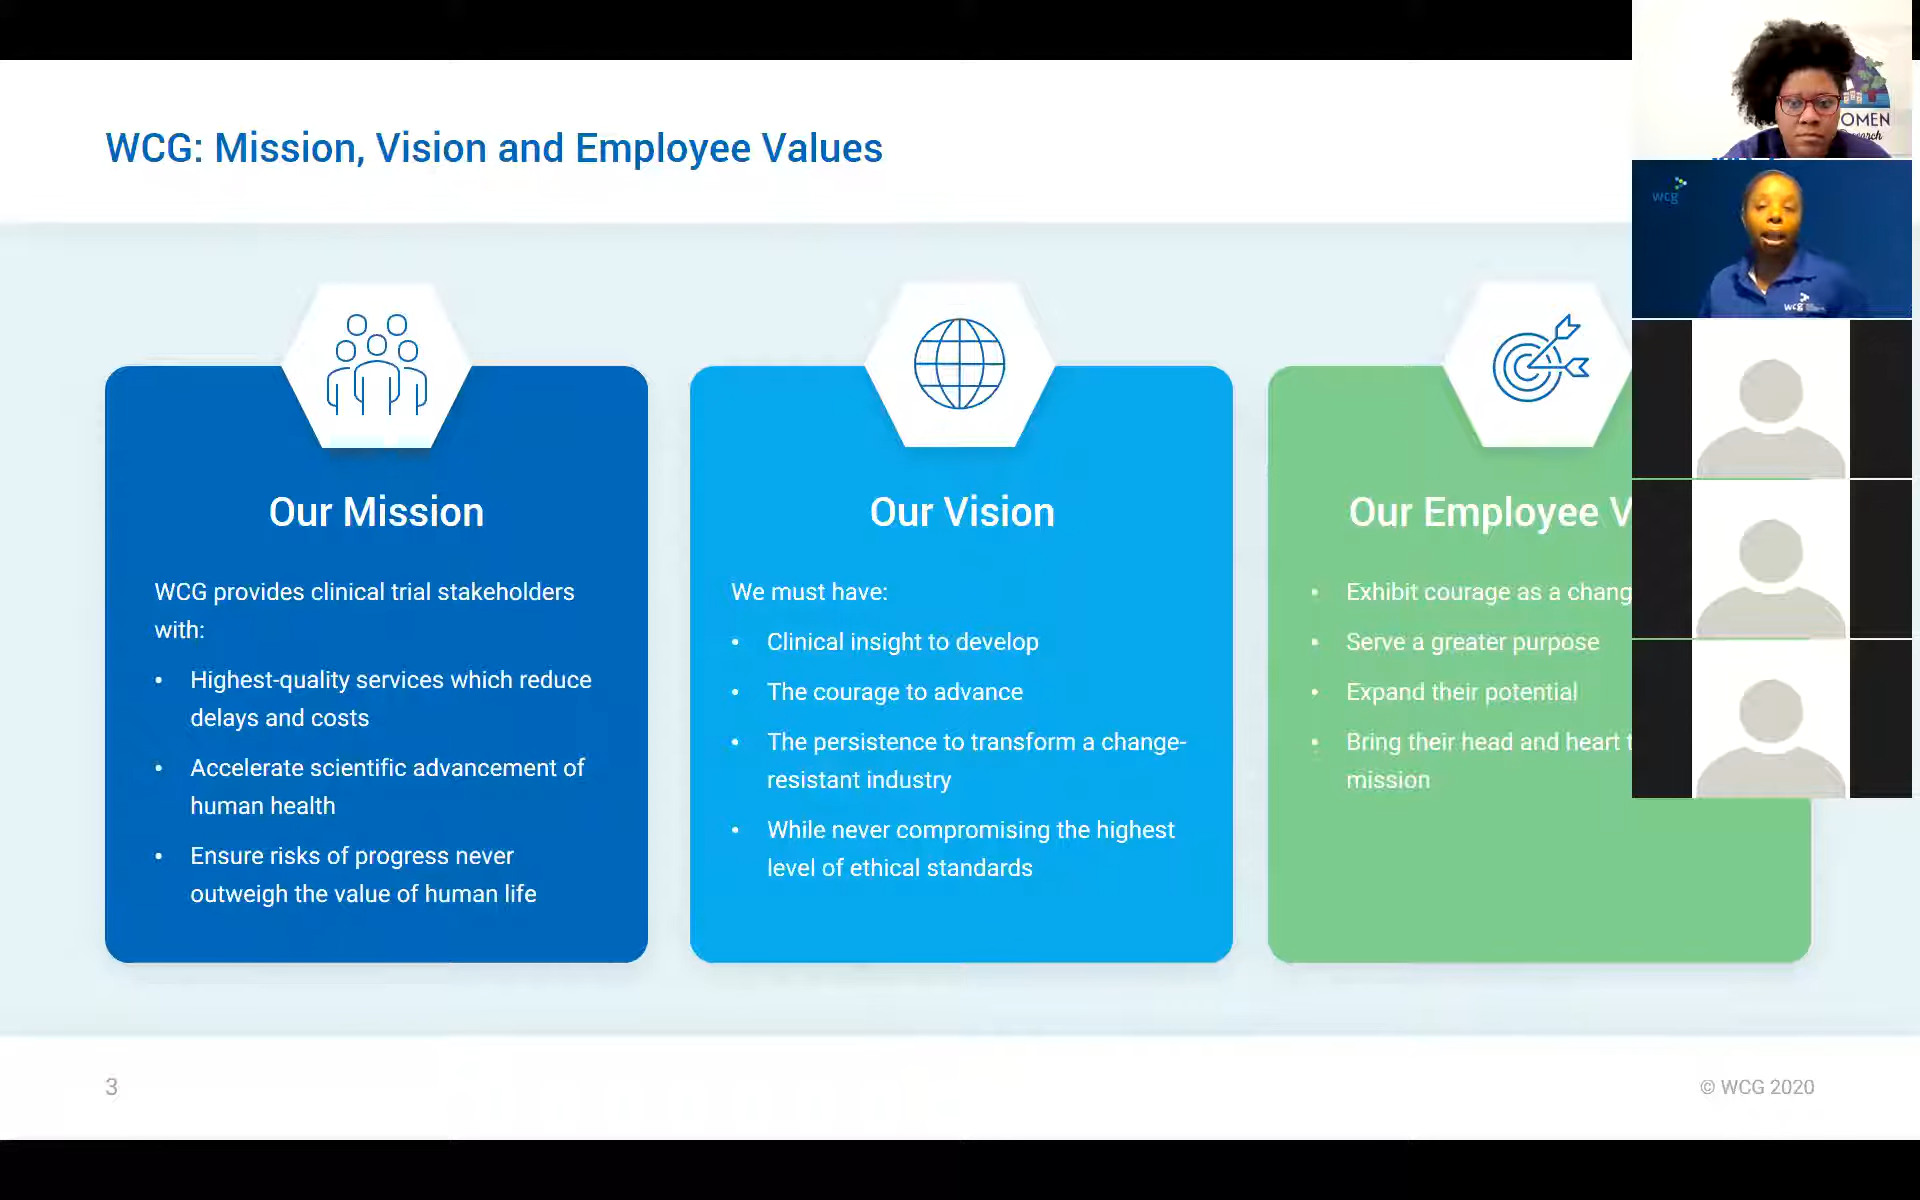 WCG: Mission, Vision and Employee Values
OMEN
wcg
wcg
Our Mission
WCG provides clinical trial stakeholders
with:
• Highest-quality services which reduce
delays and costs
• Accelerate scientific advancement of
human health
• Ensure risks of progress never
outweigh the value of human life
Our Vision
We must have:
• Clinical insight to develop
• The courage to advance
• The persistence to transform a change-
resistant industry
• While never compromising the highest
level of ethical standards
Our Employee V
• Exhibit courage as a chang
• Serve a greater purpose
• Expand their potential
• Bring their head and heart t
mission
3
© WCG 2020